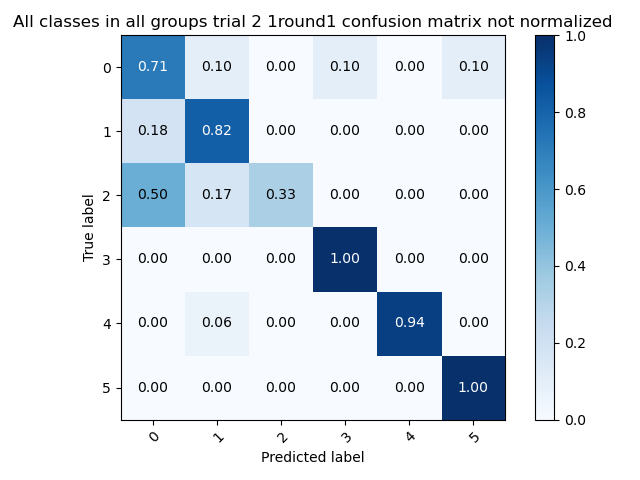 All classes in all groups trial 2 1round1 confusion matrix not normalized
0 0.71 0.10 0.00 0.10 0.00 0.10
1 0.18 0.82 0.00 0.00 0.00 0.00
2 0.50 0.17 0.33 0.00 0.00 0.00
3 0.00 0.00 0.00 1.00 0.00 0.00
4 0.00 0.06 0.00 0.00 0.94 0.00
5 0.00 0.00 0.00 0.00 0.00 1.00
True label
0 1 2 3 4 5
Predicted label
1.0
0.8
0.6
0.4
0.2
0.0